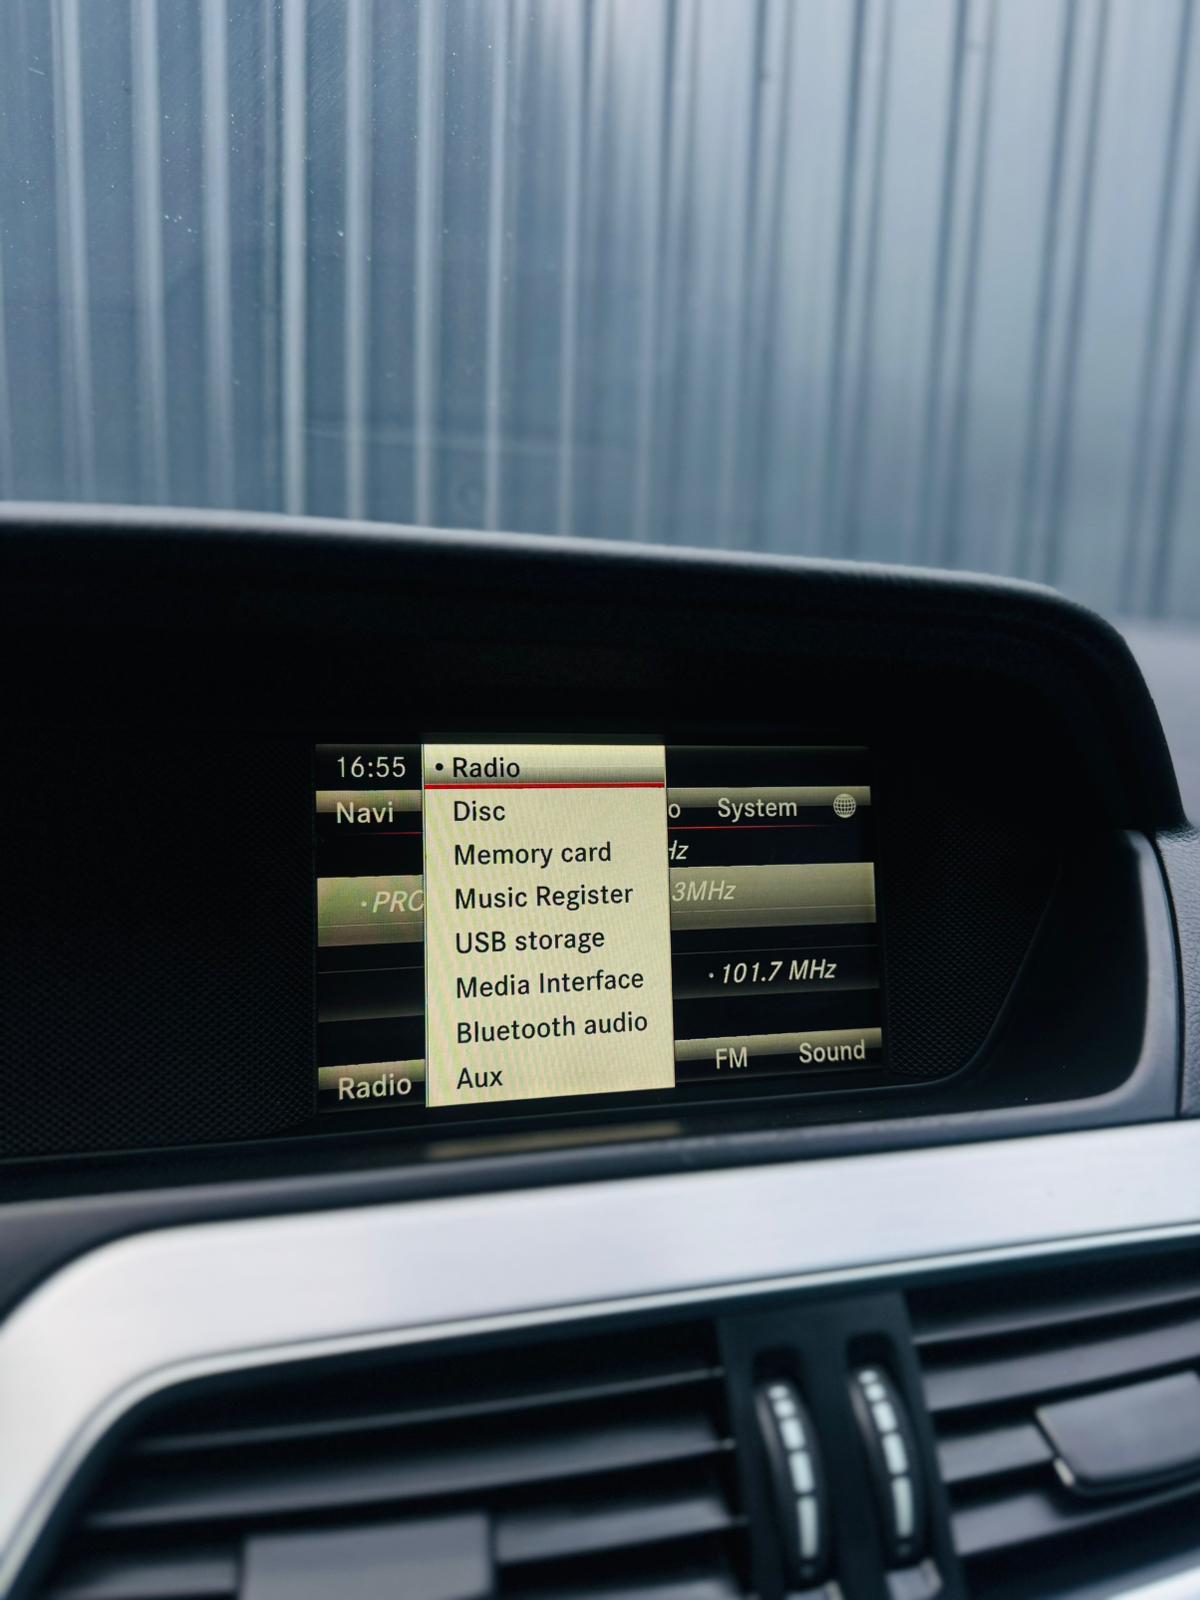 16:55
• Radio
Disc
Memory card
Music Register
USB storage
Media Interface
Bluetooth audio
Aux
Navi
System
3MHz
• 101.7 MHz
Radio
FM
Sound